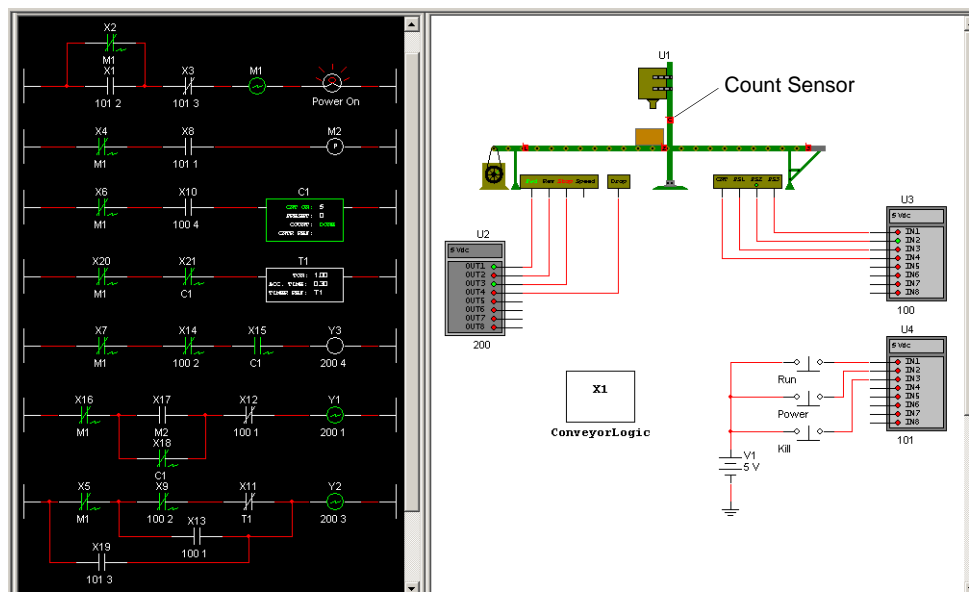 X2
M1
X1
X3
M1
101 2
101 3
Power On
X4
X8
M2
M1
101 1
P
X6
X10
C1
M1
100 4
CNT ON: 5
PRESET: 0
COUNT: DONE
CNTR REF:
X20
X21
T1
M1
C1
TON: 1.00
ACC. TIME: 0.30
TIMER REF: T1
X7
X14
X15
Y3
M1
100 2
C1
200 4
X16
X17
X12
Y1
M1
M2
100 1
200 1
X18
C1
X5
X9
X11
Y2
M1
100 2
T1
200 3
X13
100 1
X19
101 3
U1
Count Sensor
Fwd Rev Stop Speed
Drop
CNT PS1 PS2 PS3
U2
5 Vdc
OUT1
OUT2
OUT3
OUT4
OUT5
OUT6
OUT7
OUT8
200
U3
5 Vdc
IN1
IN2
IN3
IN4
IN5
IN6
IN7
IN8
100
U4
5 Vdc
IN1
IN2
IN3
IN4
IN5
IN6
IN7
IN8
101
Run
Power
Kill
V1
5 V
X1
ConveyorLogic